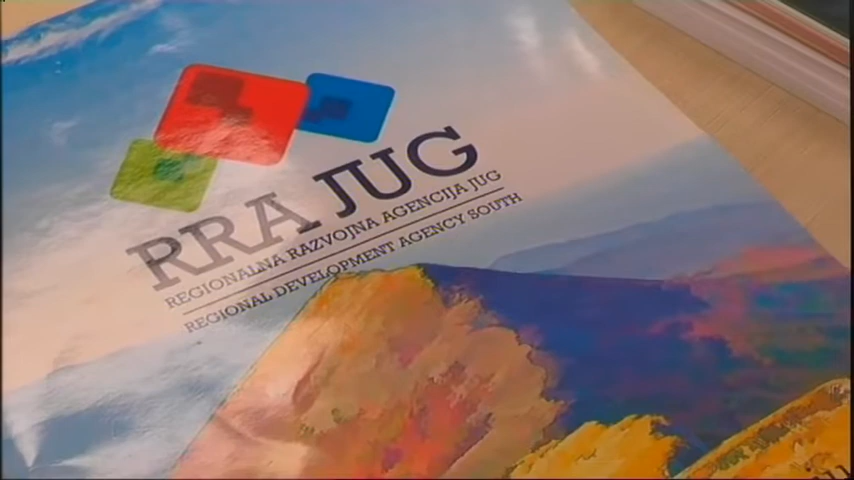 RRA JUG
REGIONALNA RAZVOJNA AGENCIJA JUG
REGIONAL DEVELOPMENT AGENCY SOUTH